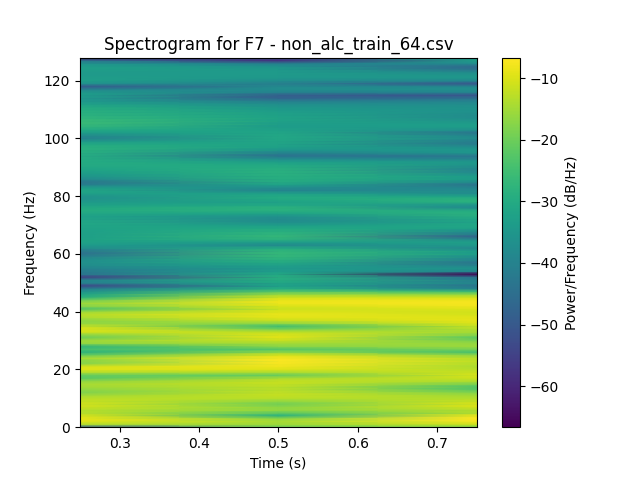 Spectrogram for F7 - non_alc_train_64.csv
120
100
80
60
40
20
0
Frequency (Hz)
0.3 0.4 0.5 0.6 0.7
Time (s)
−10
−20
−30
−40
−50
−60
Power/Frequency (dB/Hz)